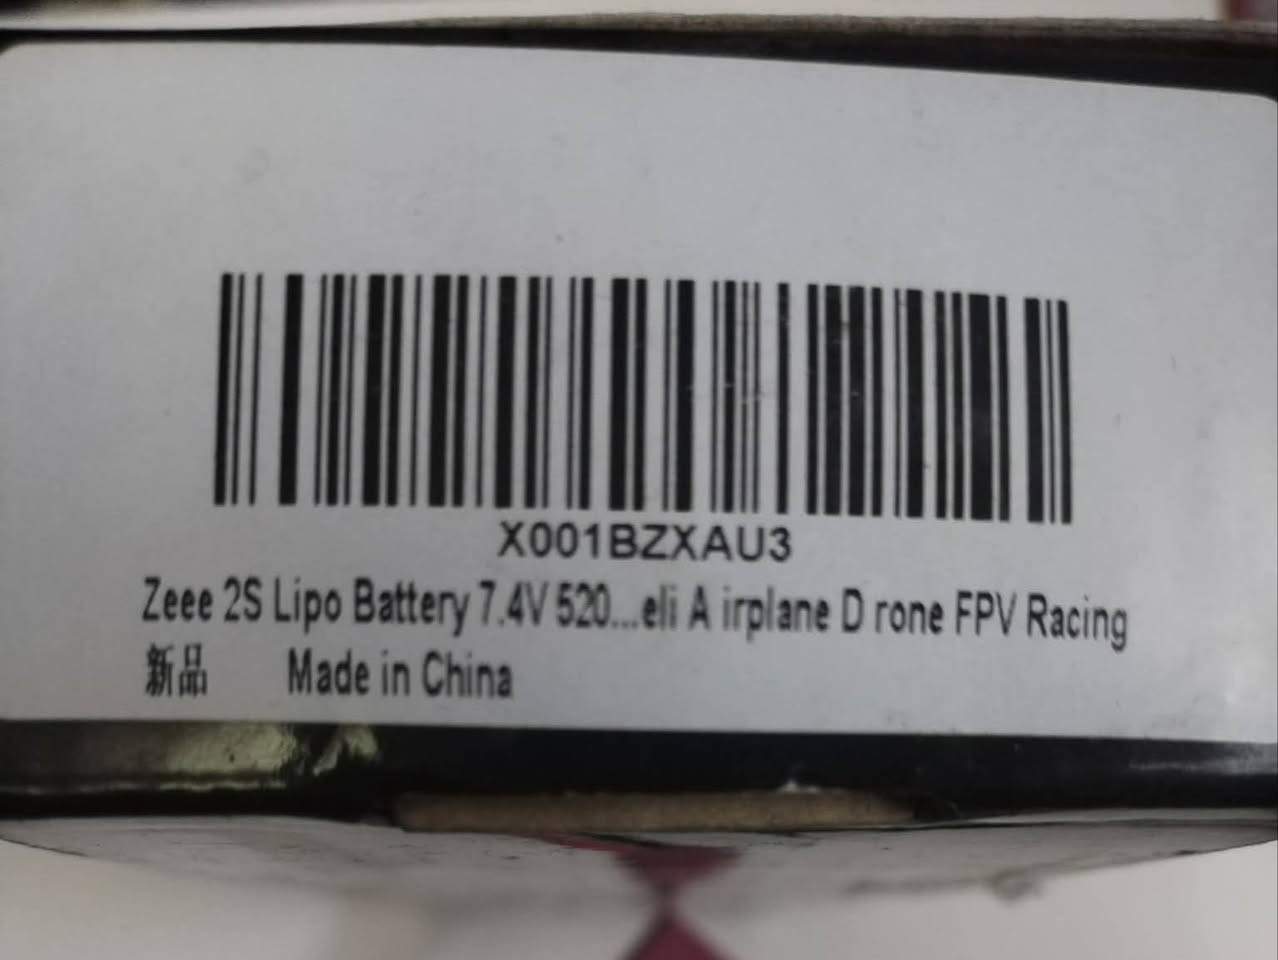 X001BZXAU3
Zeee 2S Lipo Battery 7.4V 520...eli A irplane D rone FPV Racing
新品 Made in China